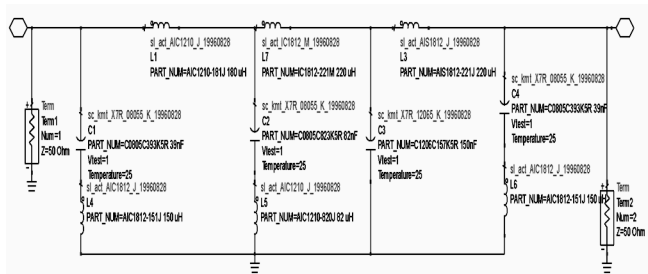 sl_act_AIC1210_J_19960828
L1
PART_NUM=AIC1210-181J 180 uH
sl_act_IC1812_M_19960828
L7
PART_NUM=IC1812-221M 220 uH
sl_act_AIS1812_J_19960828
L3
PART_NUM=AIS1812-221J 220 uH
Term
Term1
Num=1
Z=50 Ohm
sc_kmt_X7R_08055_K_19960828
C1
PART_NUM=C0805C393K5R 39nF
Vtest=1
Temperature=25
sl_act_AIC1812_J_19960828
L4
PART_NUM=AIC1812-151J 150 uH
sc_kmt_X7R_08055_K_19960828
C2
PART_NUM=C0805C823K5R 82nF
Vtest=1
Temperature=25
sl_act_AIC1210_J_19960828
L5
PART_NUM=AIC1210-820J 82 uH
sc_kmt_X7R_12065_K_19960828
C3
PART_NUM=C1206C157K5R 150nF
Vtest=1
Temperature=25
sc_kmt_X7R_08055_K_19960828
C4
PART_NUM=C0805C393K5R 39nF
Vtest=1
Temperature=25
sl_act_AIC1812_J_19960828
L6
PART_NUM=AIC1812-151J 150 uH
Term
Term2
Num=2
Z=50 Ohm